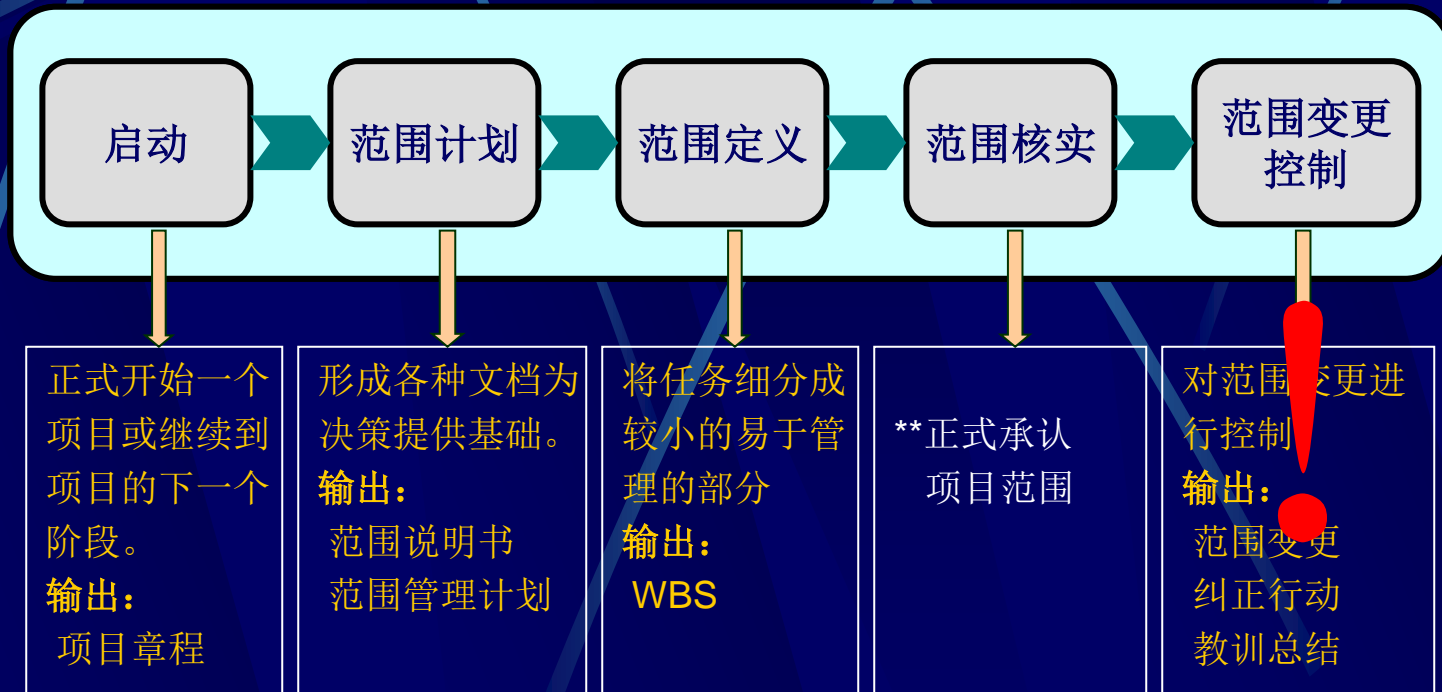 启动
范围计划
范围定义
范围核实
范围变更
控制
正式开始一个
项目或继续到
项目的下一个
阶段。
输出：
项目章程
形成各种文档为
决策提供基础。
输出：
范围说明书
范围管理计划
将任务细分成
较小的易于管
理的部分
输出：
WBS
**正式承认
项目范围
对范围变更进
行控制
输出：
范围变更
纠正行动
教训总结